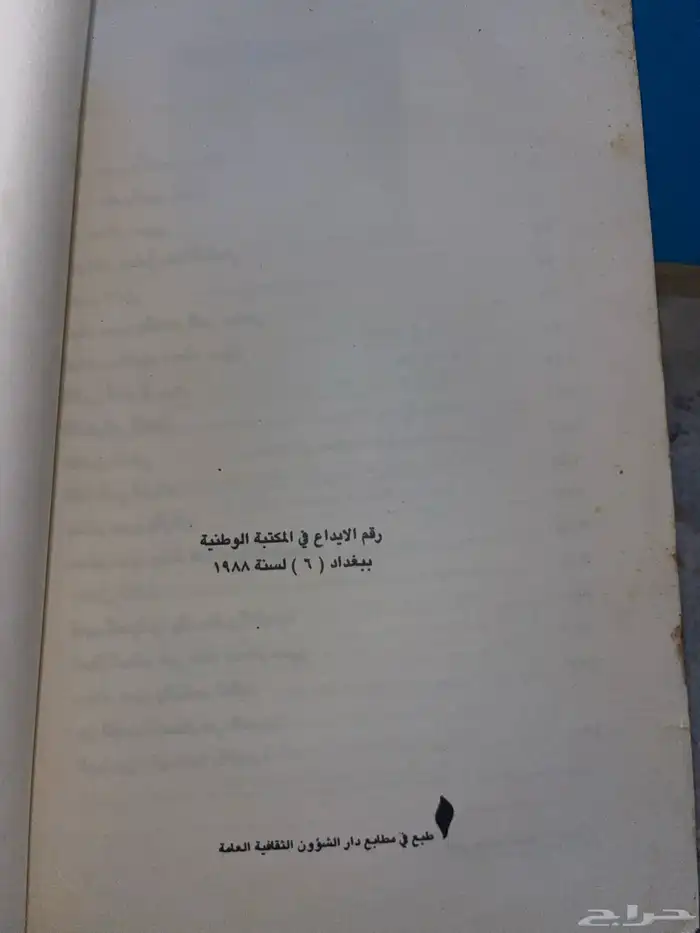 رقم الايداع في المكتبة الوطنية
ببغداد ( ٦ ) لسنة ١٩٨٨
طبع في مطابع دار الشؤون الثقافية العامة
حراج